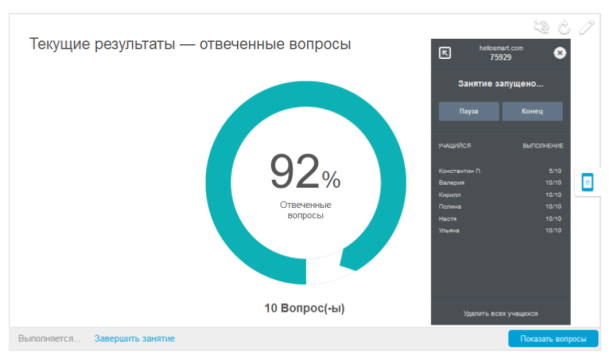 Текущие результаты — отвеченные вопросы
92%
Отвеченные
вопросы
10 Вопрос(-ы)
hellosmart.com
75929
Занятие запущено...
Пауза Конец
УЧАЩИЙСЯ ВЫПОЛНЕНИЕ
Константин П. 5/10
Валерия 10/10
Кирилл 10/10
Полина 10/10
Настя 10/10
Ульяна 10/10
Удалить всех учащихся
Выполняется... Завершить занятие Показать вопросы